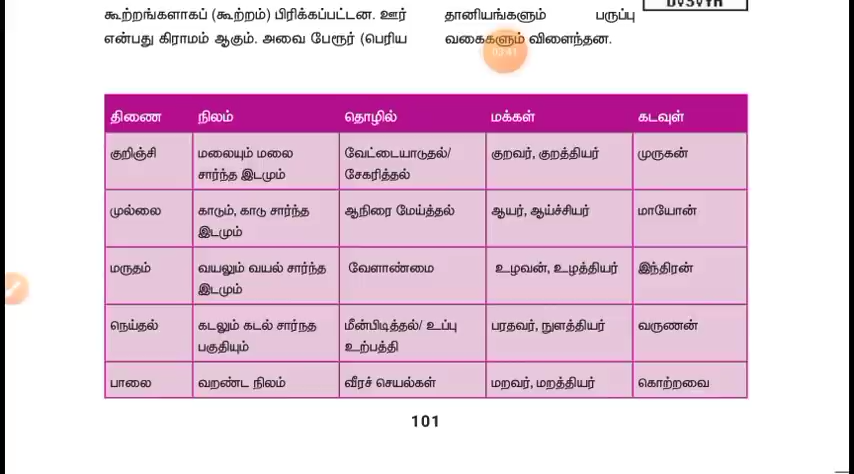 கூற்றங்களாகப் (கூற்றம்) பிரிக்கப்பட்டன. ஊர்
என்பது கிராமம் ஆகும். அவை பேரூர் (பெரிய
தானியங்களும் பருப்பு
வகைகளும் விளைந்தன.
03:41
திணை நிலம் தொழில் மக்கள் கடவுள்
குறிஞ்சி மலையும் மலை வேட்டையாடுதல்/ குறவர், குறத்தியர் முருகன்
சார்ந்த இடமும் சேகரித்தல்
முல்லை காடும், காடு சார்ந்த ஆநிரை மேய்த்தல் ஆயர், ஆய்ச்சியர் மாயோன்
இடமும்
மருதம் வயலும் வயல் சார்ந்த வேளாண்மை உழவன், உழத்தியர் இந்திரன்
இடமும்
நெய்தல் கடலும் கடல் சார்நத மீன்பிடித்தல்/ உப்பு பரதவர், நுளத்தியர் வருணன்
பகுதியும் உற்பத்தி
பாலை வறண்ட நிலம் வீரச் செயல்கள் மறவர், மறத்தியர் கொற்றவை
101